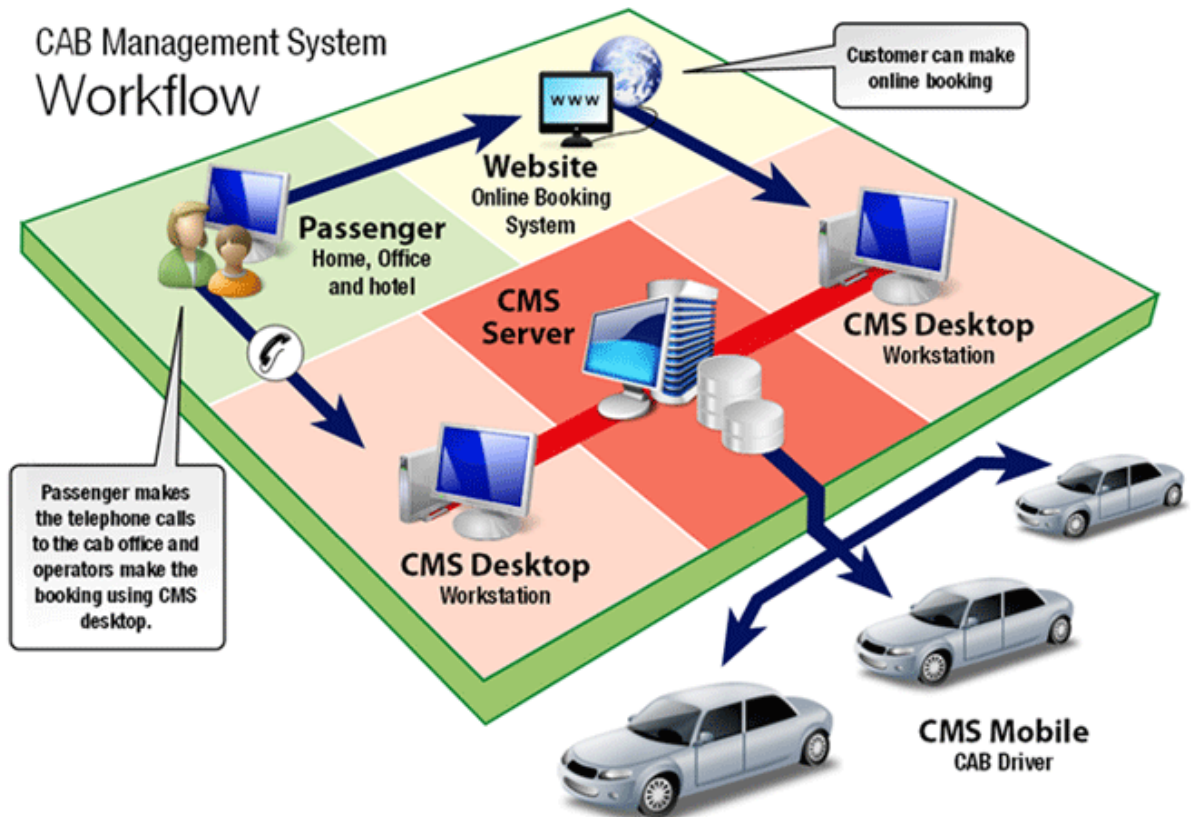 CAB Management System
Workflow
Customer can make
online booking
www
Website
Online Booking
System
Passenger
Home, Office
and hotel
CMS
Server
CMS Desktop
Workstation
Passenger makes
the telephone calls
to the cab office and
operators make the
booking using CMS
desktop.
CMS Desktop
Workstation
CMS Mobile
CAB Driver